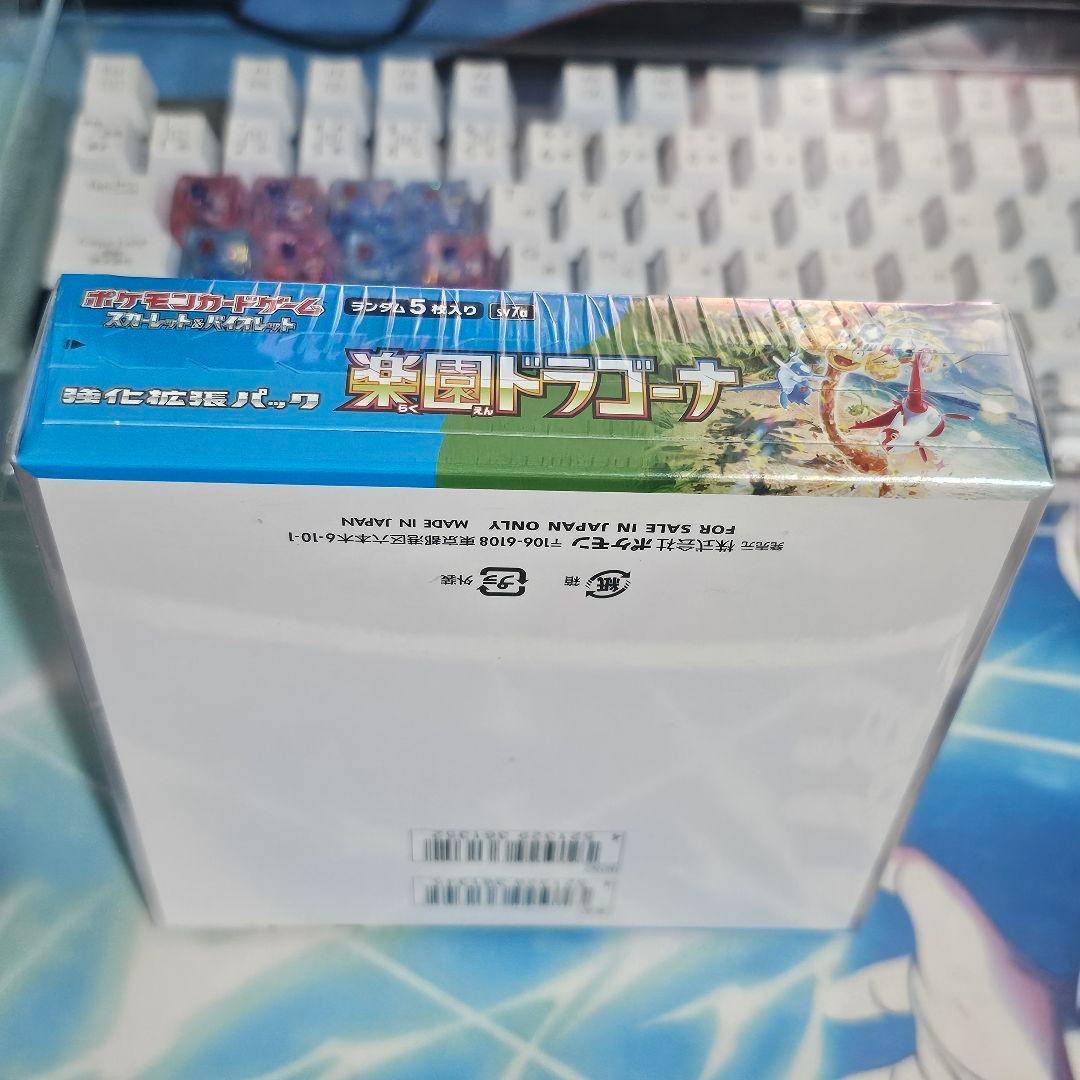 ポケモンカードゲーム
スカーレット&バイオレット
ランダム5枚入り
sv7a
強化拡張パック
楽園ドラゴーナ
らく えん
FOR SALE IN JAPAN ONLY MADE IN JAPAN
発売元 株式会社ポケモン 〒106-6108 東京都港区六本木6-10-1
紙 箱
プラ 外装